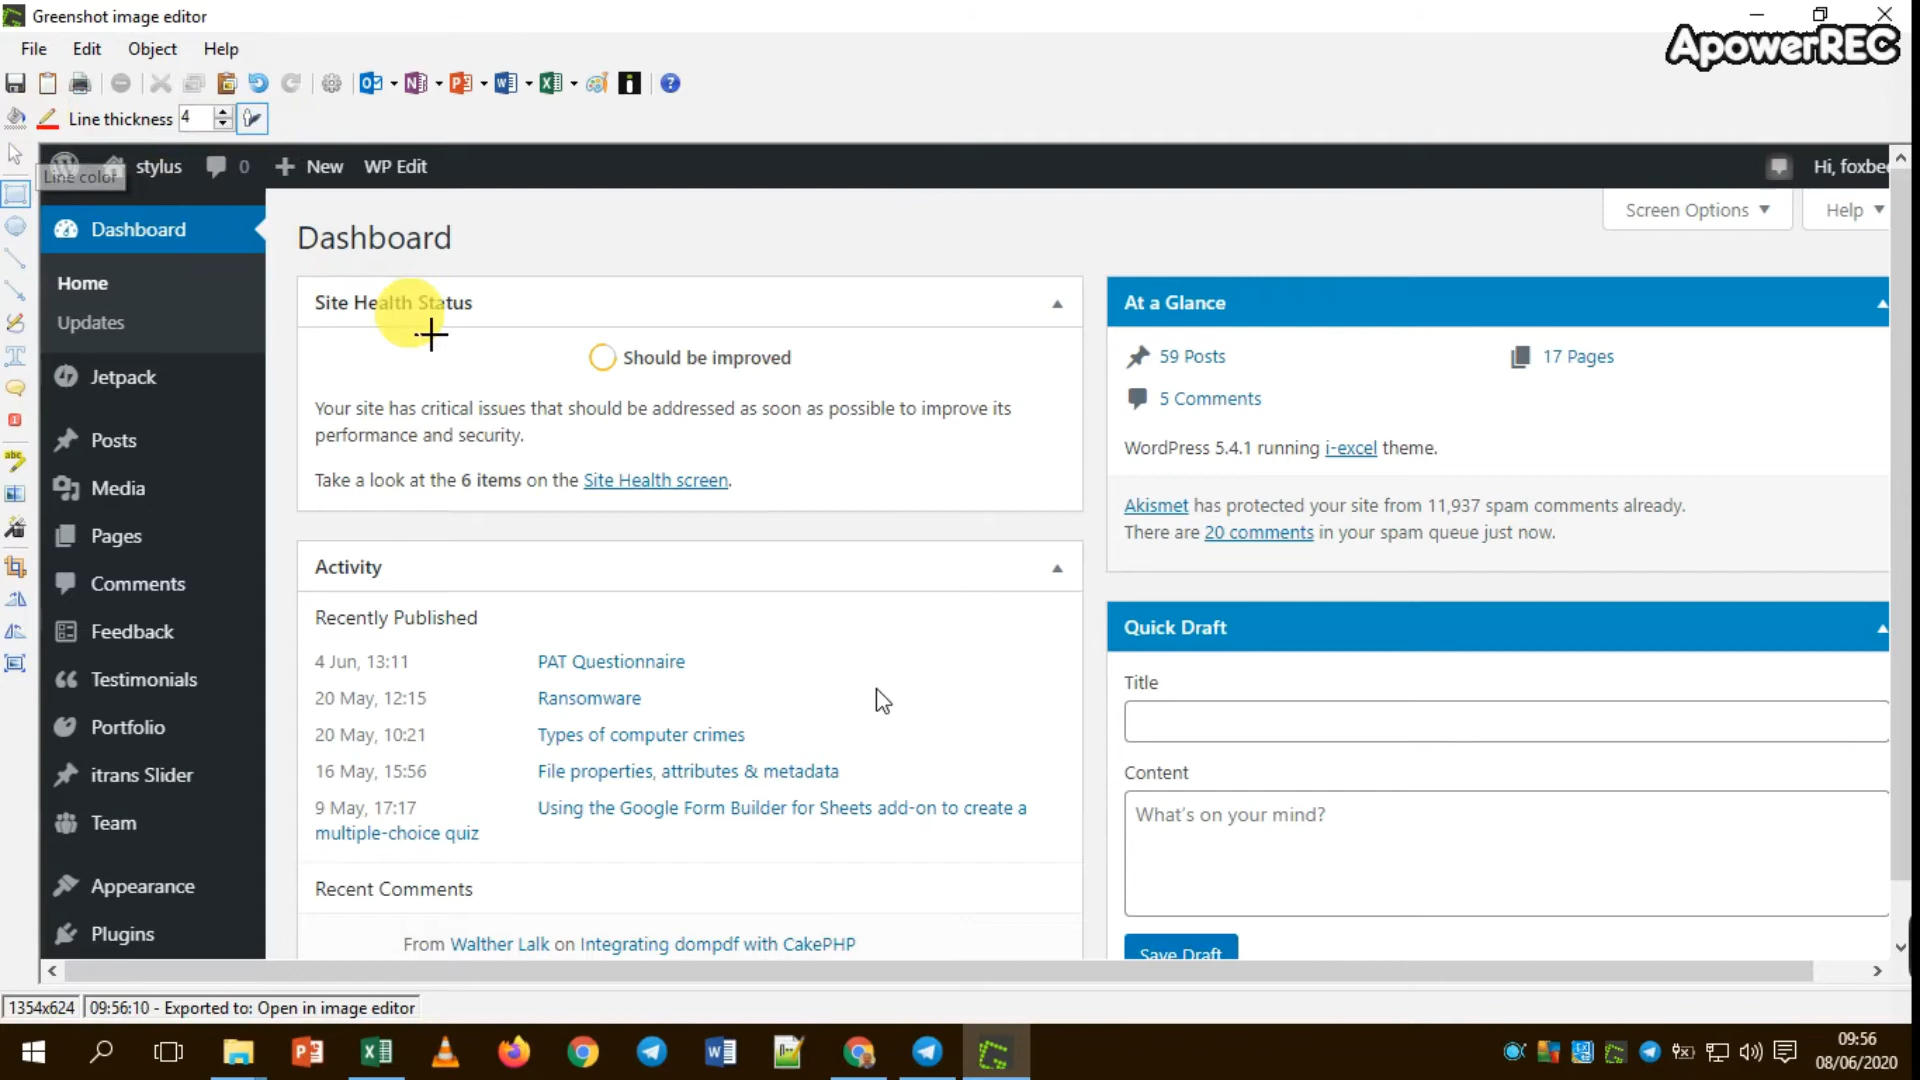 Greenshot image editor
ApowerREC
File Edit Object Help
Line thickness 4
Line color
stylus 0 New WP Edit
Hi, foxbee
Screen Options Help
Dashboard
Home
Updates
Jetpack
Posts
Media
Pages
Comments
Feedback
Testimonials
Portfolio
itrans Slider
Team
Appearance
Plugins
Dashboard
Site Health Status
Should be improved
Your site has critical issues that should be addressed as soon as possible to improve its
performance and security.
Take a look at the 6 items on the Site Health screen.
Activity
Recently Published
4 Jun, 13:11 PAT Questionnaire
20 May, 12:15 Ransomware
20 May, 10:21 Types of computer crimes
16 May, 15:56 File properties, attributes & metadata
9 May, 17:17 Using the Google Form Builder for Sheets add-on to create a
multiple-choice quiz
Recent Comments
From Walther Lalk on Integrating dompdf with CakePHP
At a Glance
59 Posts 17 Pages
5 Comments
WordPress 5.4.1 running i-excel theme.
Akismet has protected your site from 11,937 spam comments already.
There are 20 comments in your spam queue just now.
Quick Draft
Title
Content
What's on your mind?
Save Draft
1354x624 09:56:10 - Exported to: Open in image editor
09:56
08/06/2020